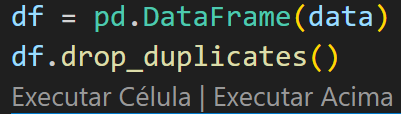 df = pd.DataFrame(data)
df.drop_duplicates()
Executar Célula | Executar Acima